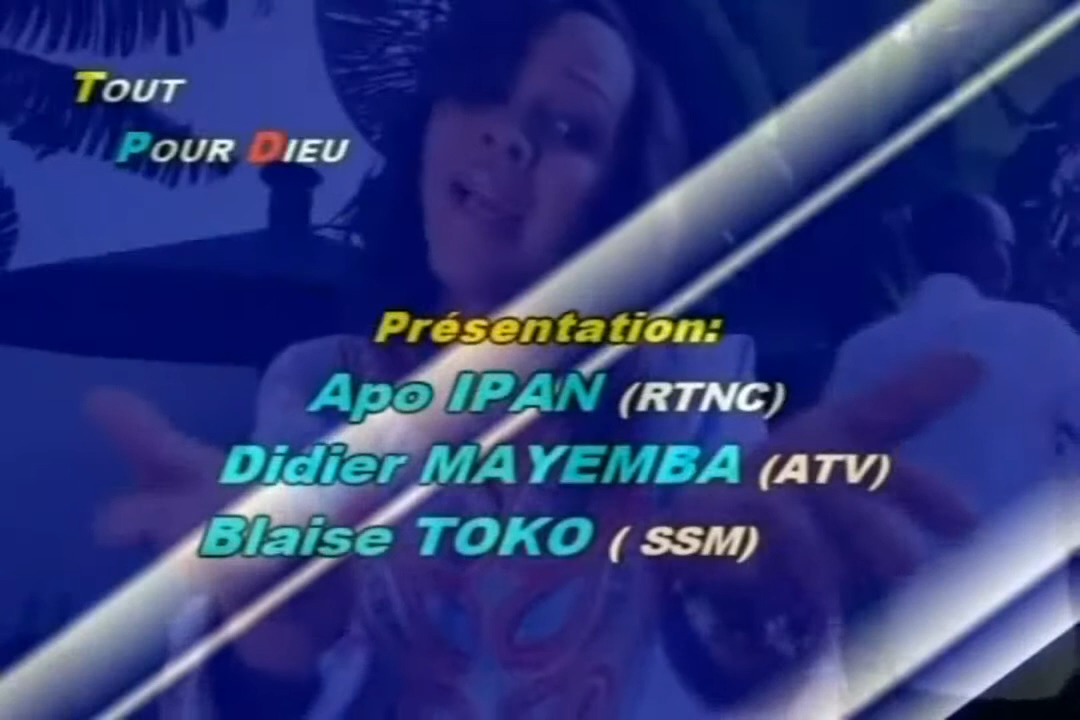 TOUT
POUR DIEU
Présentation:
Apo IPAN (RTNC)
Didier MAYEMBA (ATV)
Blaise TOKO ( SSM)